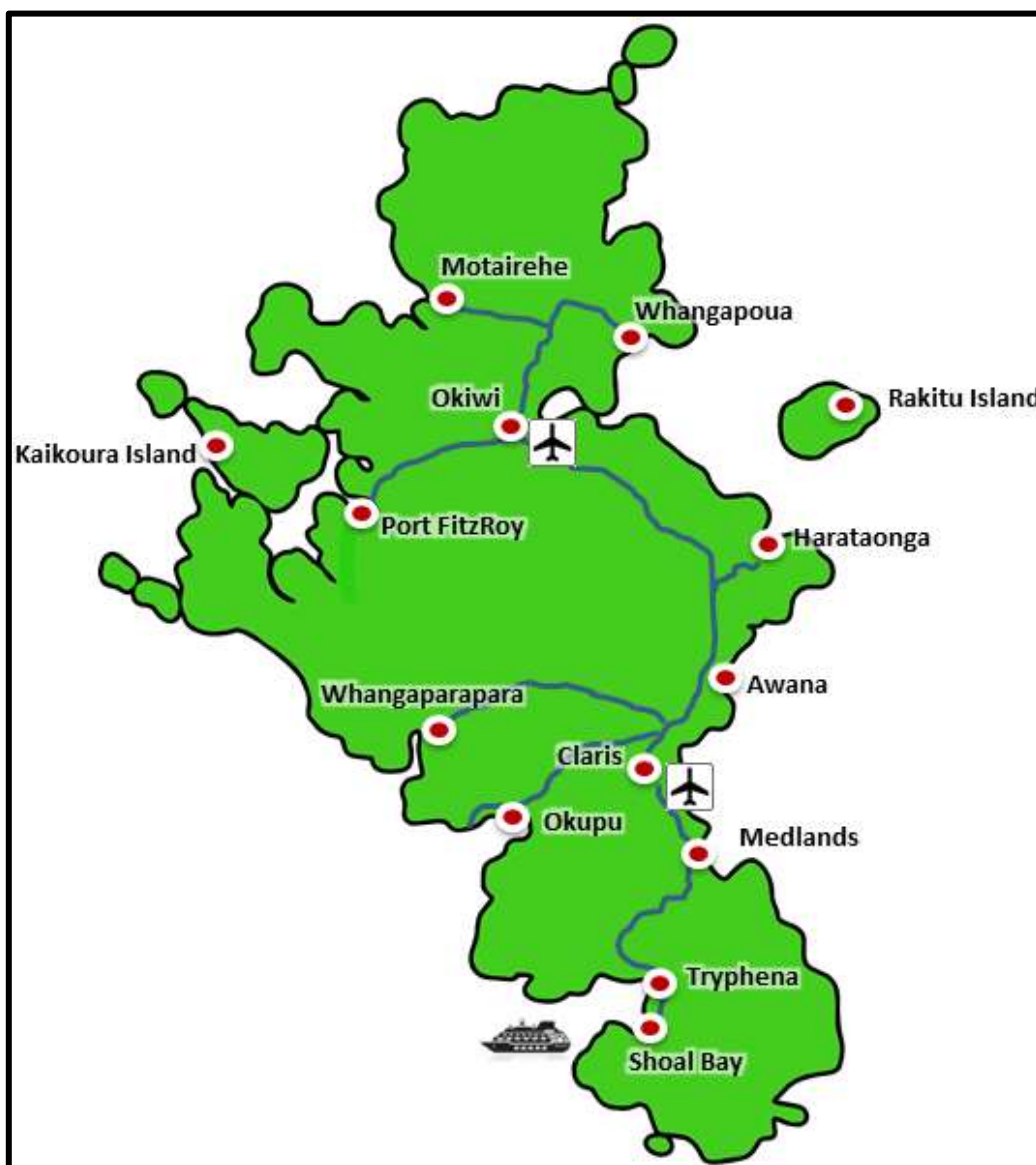 Motairehe
Whangapoua
Okiwi
Rakitu Island
Kaikoura Island
Port FitzRoy
Harataonga
Awana
Whangaparapara
Claris
Okupu
Medlands
Tryphena
Shoal Bay